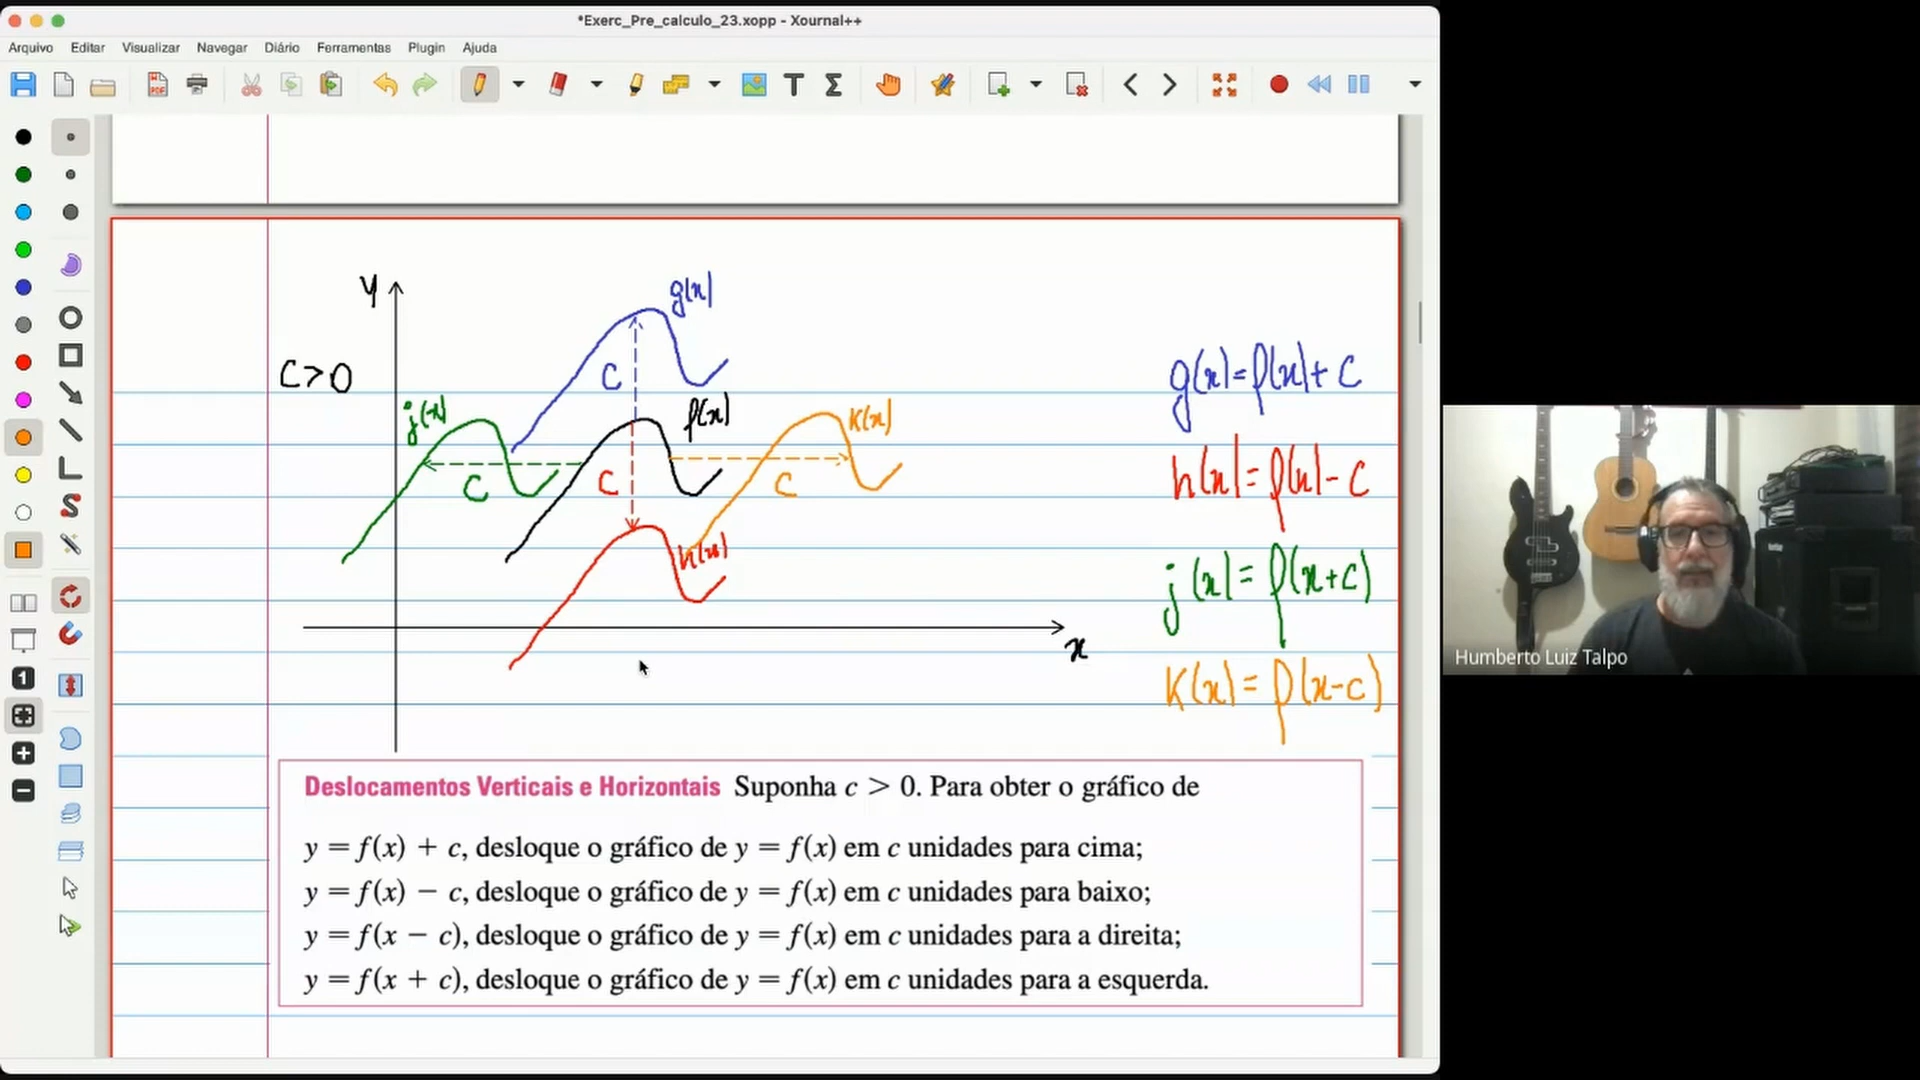 *Exerc_Pre_calculo_23.xopp - Xournal++
Arquivo Editar Visualizar Navegar Diário Ferramentas Plugin Ajuda
y
g(x)
C>0
C
j(x)
f(x)
K(x)
C
C
C
h(x)
x
g(x)=f(x)+C
h(x)=f(x)-C
j(x)=f(x+c)
K(x)=f(x-c)
Deslocamentos Verticais e Horizontais Suponha c > 0. Para obter o gráfico de
y = f(x) + c, desloque o gráfico de y = f(x) em c unidades para cima;
y = f(x) − c, desloque o gráfico de y = f(x) em c unidades para baixo;
y = f(x − c), desloque o gráfico de y = f(x) em c unidades para a direita;
y = f(x + c), desloque o gráfico de y = f(x) em c unidades para a esquerda.
Humberto Luiz Talpo